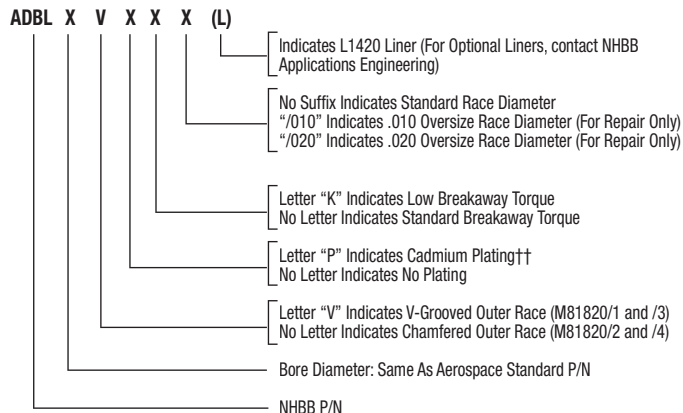 ADBL X V X X X (L)
Indicates L1420 Liner (For Optional Liners, contact NHBB
Applications Engineering)
No Suffix Indicates Standard Race Diameter
“/010” Indicates .010 Oversize Race Diameter (For Repair Only)
“/020” Indicates .020 Oversize Race Diameter (For Repair Only)
Letter “K” Indicates Low Breakaway Torque
No Letter Indicates Standard Breakaway Torque
Letter “P” Indicates Cadmium Plating††
No Letter Indicates No Plating
Letter “V” Indicates V-Grooved Outer Race (M81820/1 and /3)
No Letter Indicates Chamfered Outer Race (M81820/2 and /4)
Bore Diameter: Same As Aerospace Standard P/N
NHBB P/N